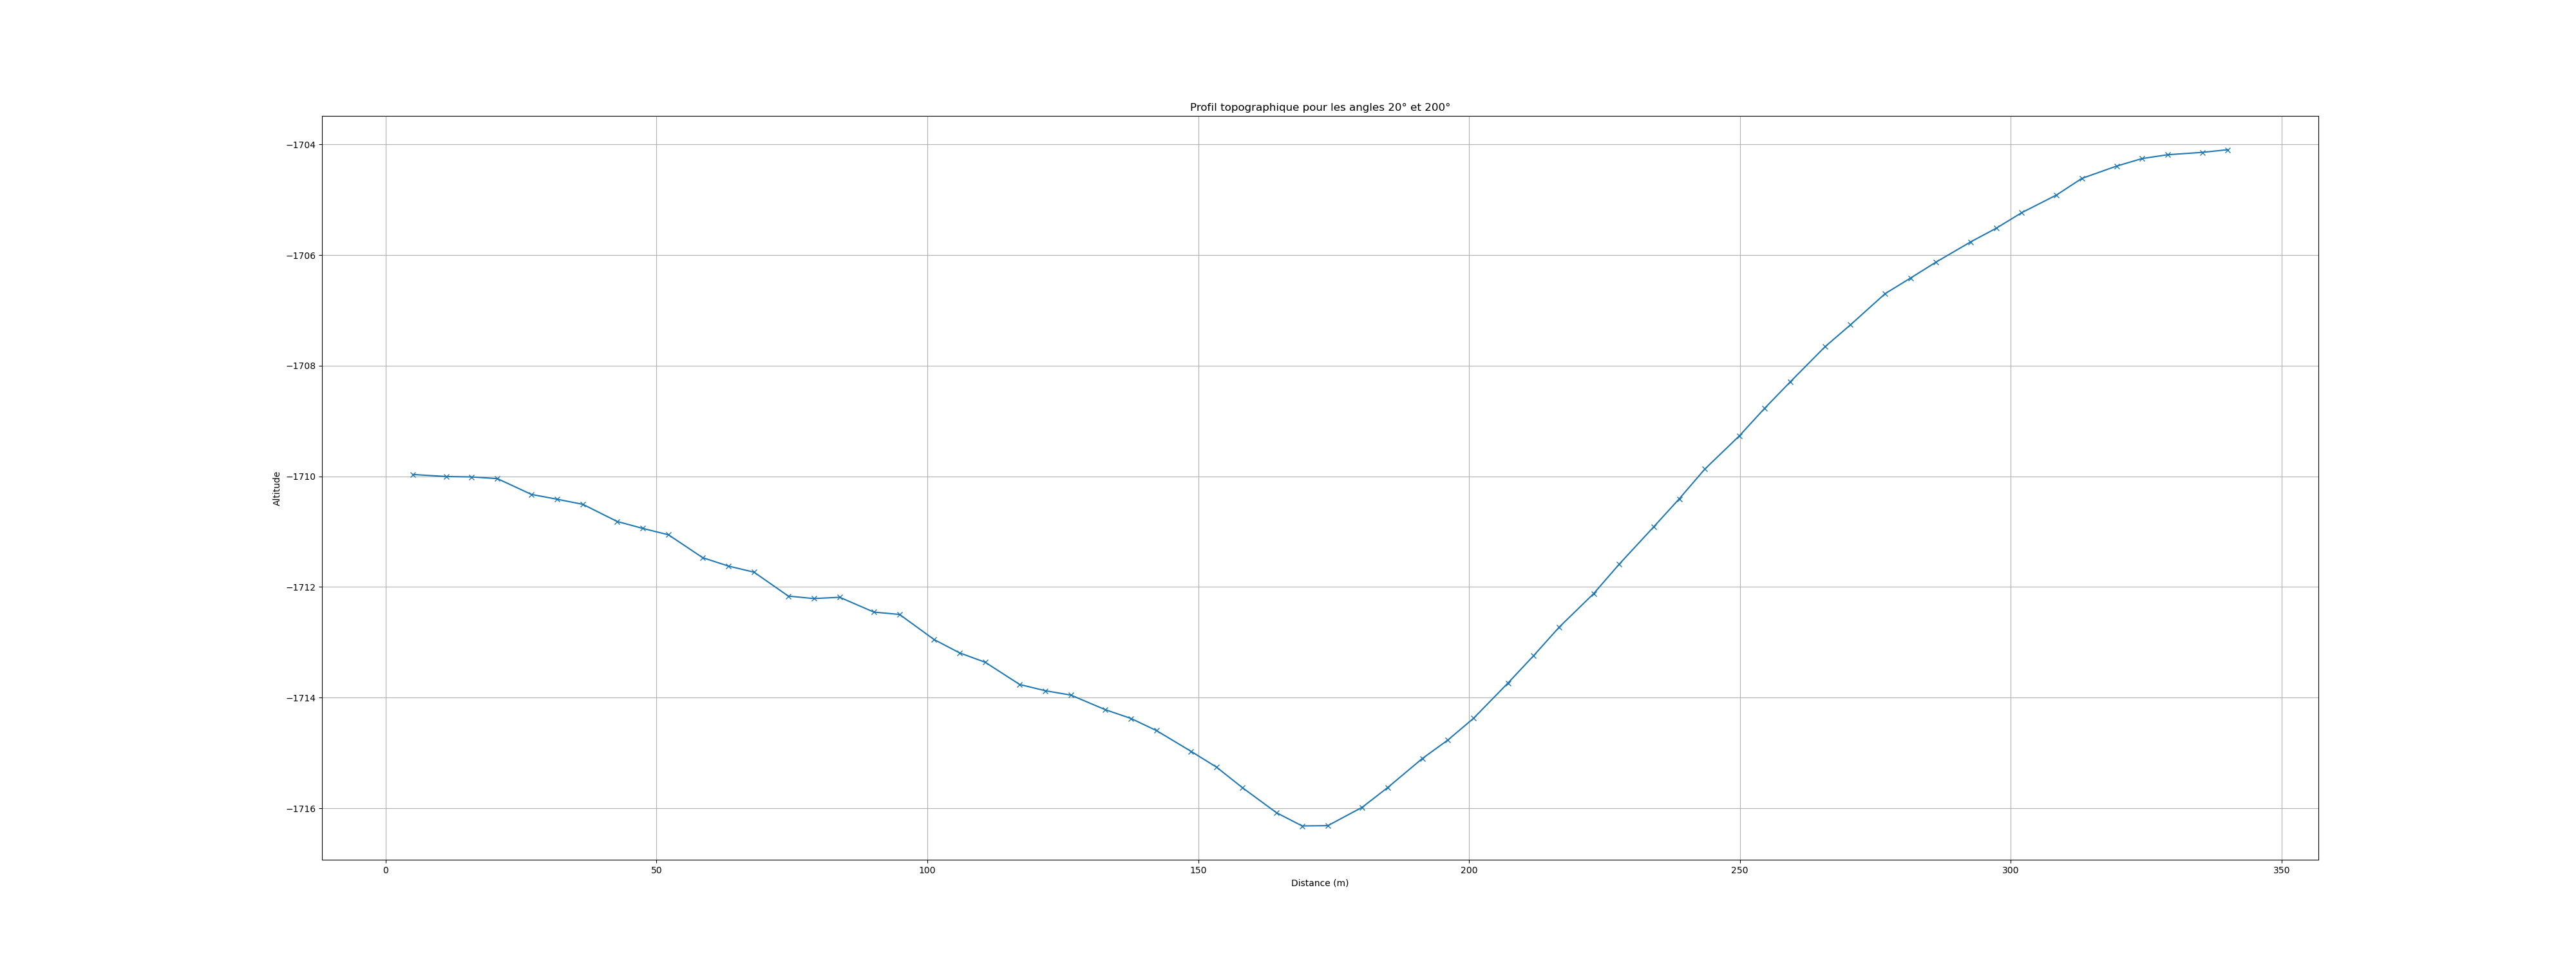 Profil topographique pour les angles 20° et 200°
−1704
−1706
−1708
−1710
−1712
−1714
−1716
Altitude
0 50 100 150 200 250 300 350
Distance (m)